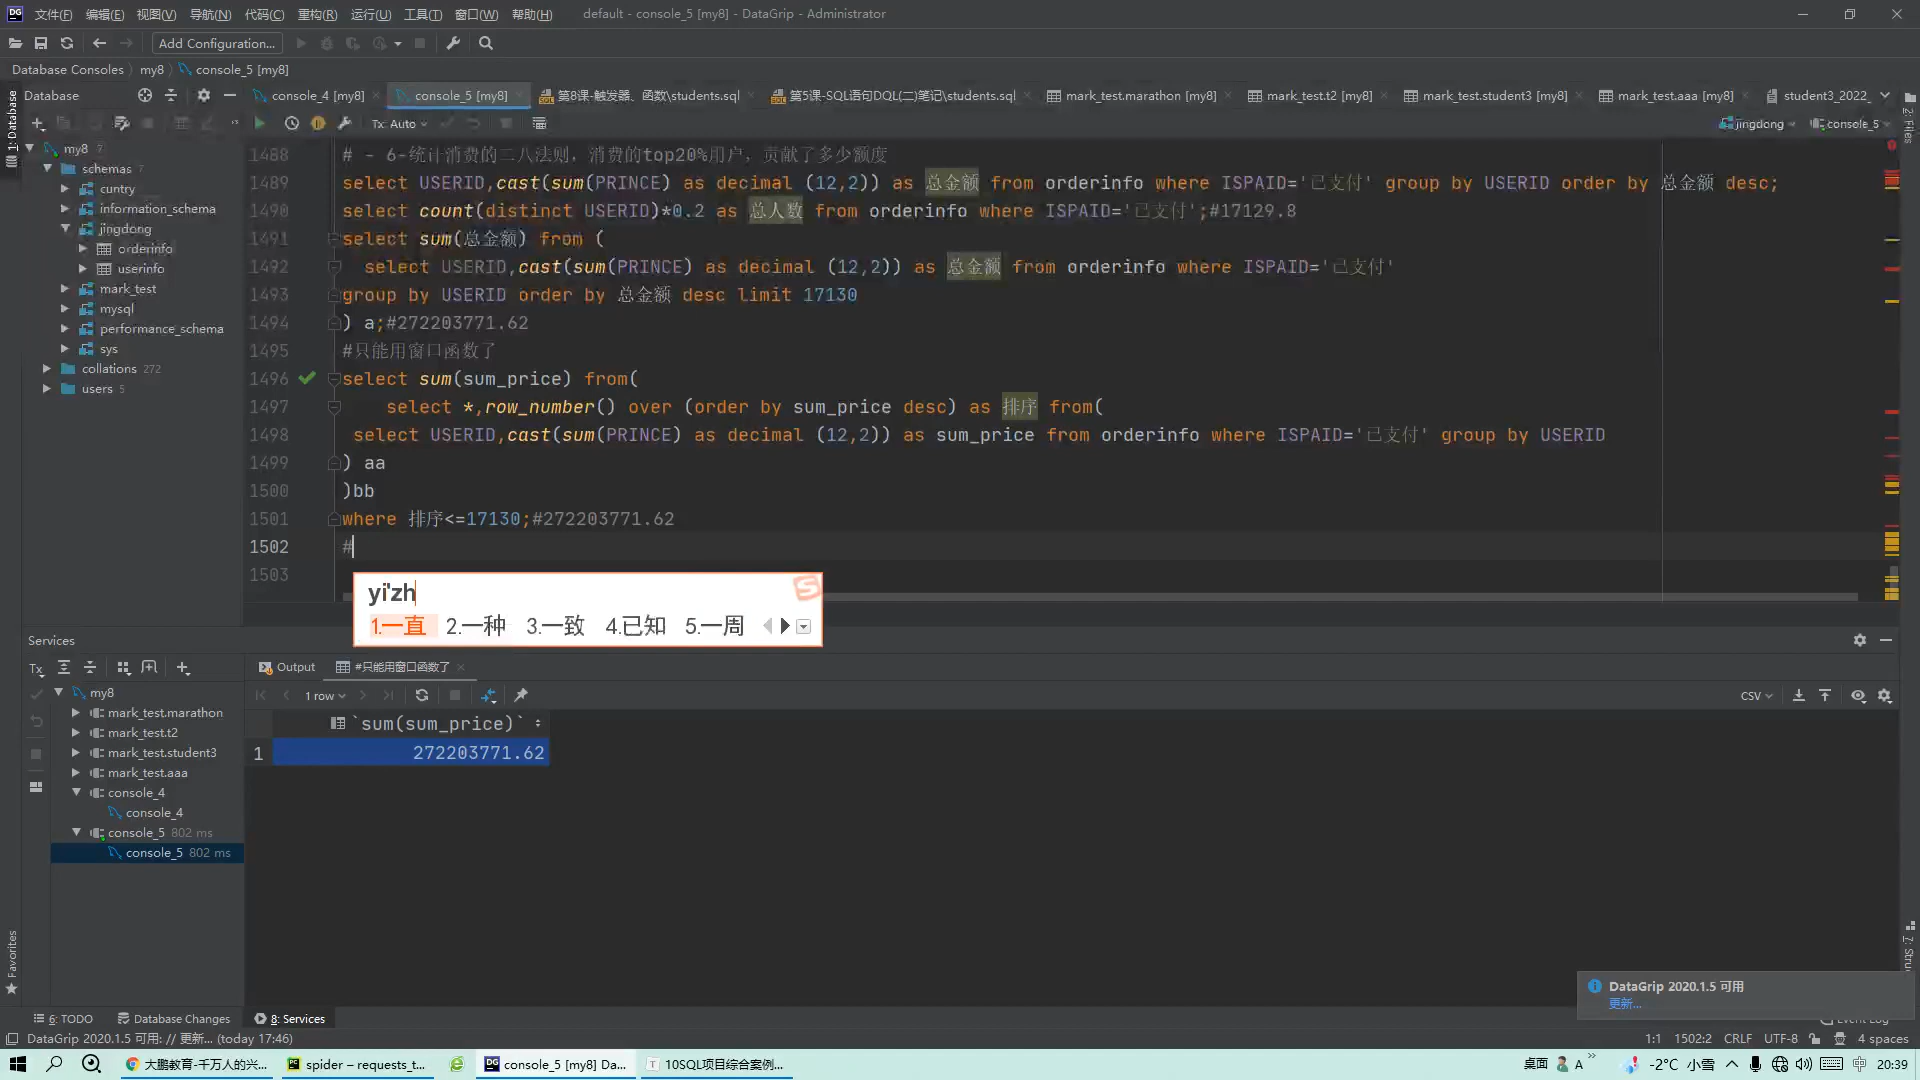 文件(F) 编辑(E) 视图(V) 导航(N) 代码(C) 重构(R) 运行(U) 工具(T) 窗口(W) 帮助(H) default - console_5 [my8] - DataGrip - Administrator
Add Configuration...
Database Consoles my8 console_5 [my8]
Database
console_4 [my8] console_5 [my8] 第8课-触发器、函数\students.sql 第5课-SQL语句DQL(二)笔记\students.sql mark_test.marathon [my8] mark_test.t2 [my8] mark_test.student3 [my8] mark_test.aaa [my8] student3_2022_
Tx: Auto jingdong console_5
1: Database
2: Files
my8 7
schemas 7
cuntry
information_schema
jingdong
orderinfo
userinfo
mark_test
mysql
performance_schema
sys
collations 272
users 5
1488 # - 6-统计消费的二八法则，消费的top20%用户，贡献了多少额度
1489 select USERID,cast(sum(PRINCE) as decimal (12,2)) as 总金额 from orderinfo where ISPAID='已支付' group by USERID order by 总金额 desc;
1490 select count(distinct USERID)*0.2 as 总人数 from orderinfo where ISPAID='已支付';#17129.8
1491 select sum(总金额) from (
1492 select USERID,cast(sum(PRINCE) as decimal (12,2)) as 总金额 from orderinfo where ISPAID='已支付'
1493 group by USERID order by 总金额 desc limit 17130
1494 ) a;#272203771.62
1495 #只能用窗口函数了
1496 select sum(sum_price) from(
1497 select *,row_number() over (order by sum_price desc) as 排序 from(
1498 select USERID,cast(sum(PRINCE) as decimal (12,2)) as sum_price from orderinfo where ISPAID='已支付' group by USERID
1499 ) aa
1500 )bb
1501 where 排序<=17130;#272203771.62
1502 #
1503
yi'zh
1.一直 2.一种 3.一致 4.已知 5.一周
Services
Tx
my8
mark_test.marathon
mark_test.t2
mark_test.student3
mark_test.aaa
console_4
console_4
console_5 802 ms
console_5 802 ms
Output #只能用窗口函数了
1 row CSV
`sum(sum_price)`
1 272203771.62
Favorites
7: Stru
DataGrip 2020.1.5 可用
更新...
6: TODO Database Changes 8: Services Event Log
DataGrip 2020.1.5 可用: // 更新... (today 17:46) 1:1 1502:2 CRLF UTF-8 4 spaces
大鹏教育-千万人的兴... spider – requests_t... console_5 [my8] Da... 10SQL项目综合案例... 桌面 A -2°C 小雪 中 20:39